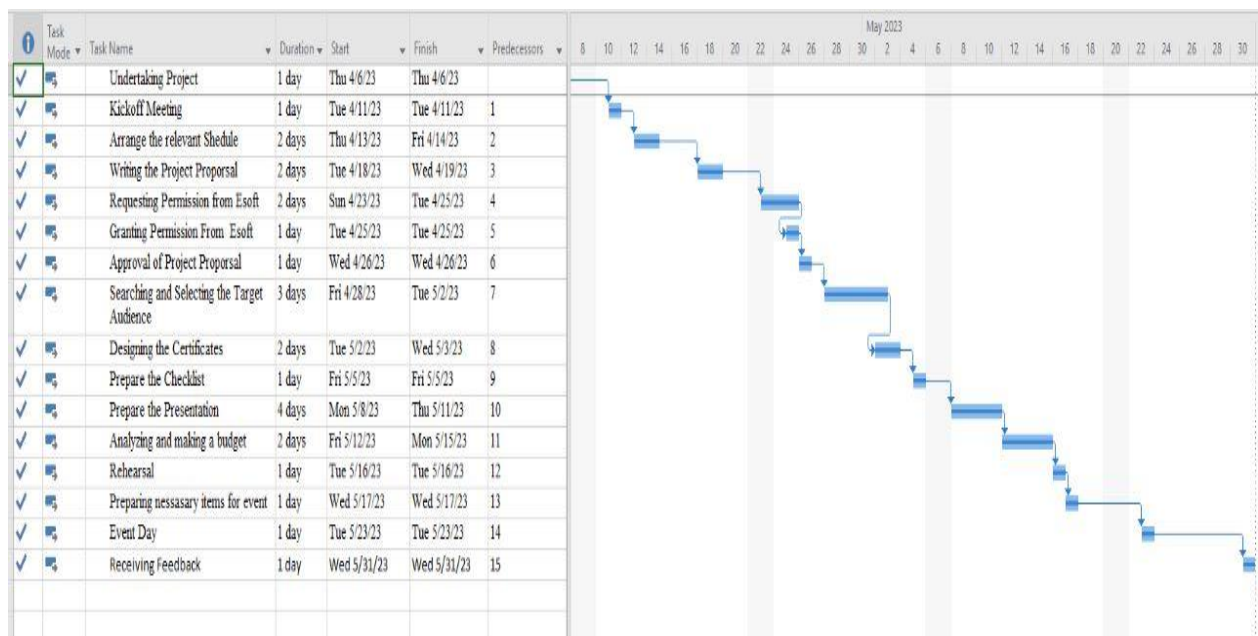 May 2023
Task Mode Task Name Duration Start Finish Predecessors 8 10 12 14 16 18 20 22 24 26 28 30 2 4 6 8 10 12 14 16 18 20 22 24 26 28 30
Undertaking Project 1 day Thu 4/6/23 Thu 4/6/23
Kickoff Meeting 1 day Tue 4/11/23 Tue 4/11/23 1
Arrange the relevant Shedule 2 days Thu 4/13/23 Fri 4/14/23 2
Writing the Project Proporsal 2 days Tue 4/18/23 Wed 4/19/23 3
Requesting Permission from Esoft 2 days Sun 4/23/23 Tue 4/25/23 4
Granting Permission From Esoft 1 day Tue 4/25/23 Tue 4/25/23 5
Approval of Project Proporsal 1 day Wed 4/26/23 Wed 4/26/23 6
Searching and Selecting the Target 3 days Fri 4/28/23 Tue 5/2/23 7
Audience
Designing the Certificates 2 days Tue 5/2/23 Wed 5/3/23 8
Prepare the Checklist 1 day Fri 5/5/23 Fri 5/5/23 9
Prepare the Presentation 4 days Mon 5/8/23 Thu 5/11/23 10
Analyzing and making a budget 2 days Fri 5/12/23 Mon 5/15/23 11
Rehearsal 1 day Tue 5/16/23 Tue 5/16/23 12
Preparing nessasary items for event 1 day Wed 5/17/23 Wed 5/17/23 13
Event Day 1 day Tue 5/23/23 Tue 5/23/23 14
Receiving Feedback 1 day Wed 5/31/23 Wed 5/31/23 15